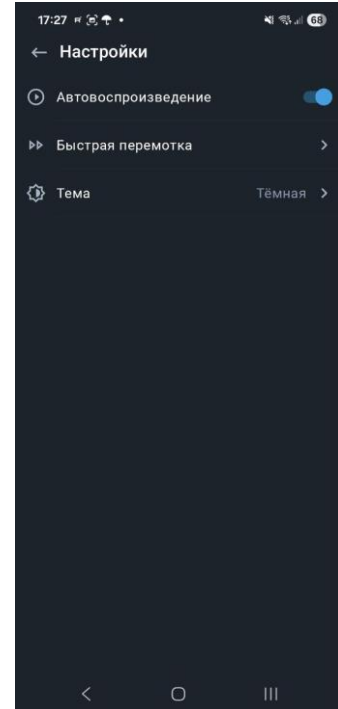 17:27 68
Настройки
Автовоспроизведение
Быстрая перемотка
Тема Тёмная